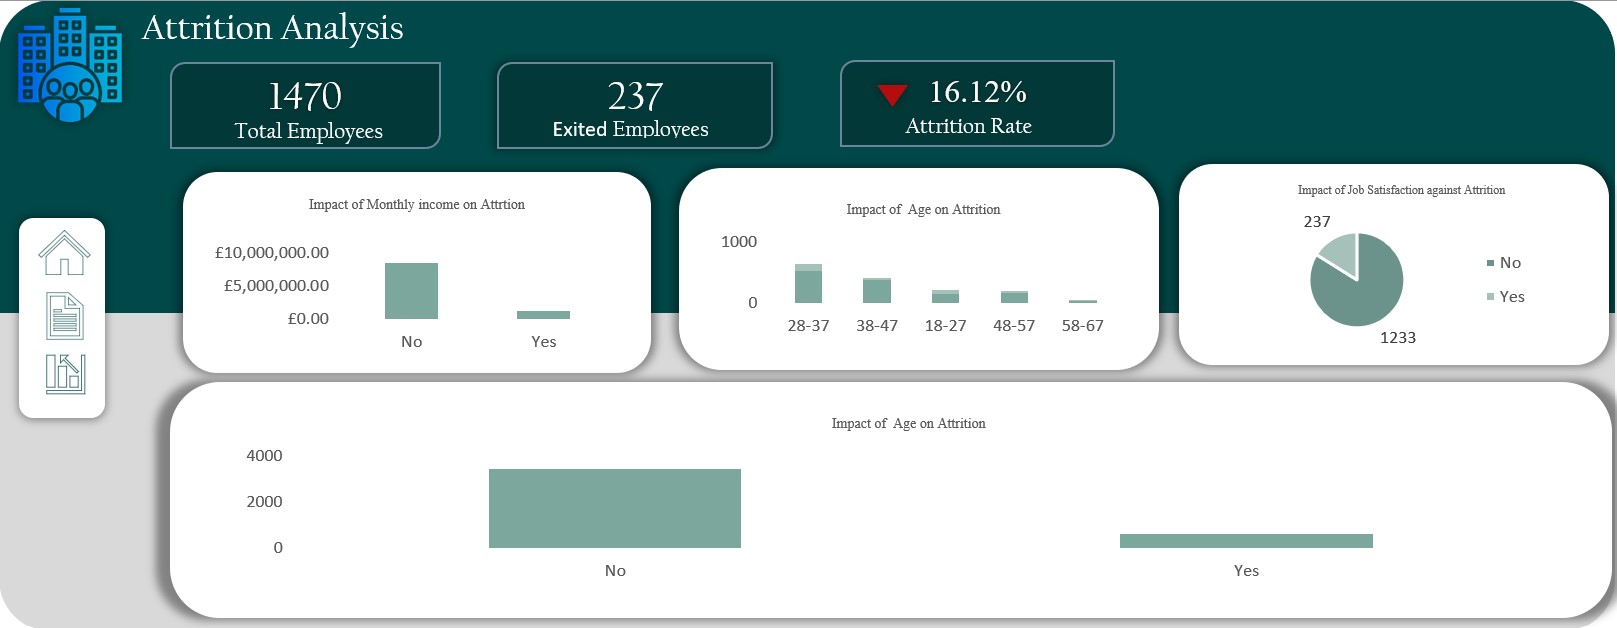 Attrition Analysis
1470
Total Employees
237
Exited Employees
16.12%
Attrition Rate
Impact of Monthly income on Attrtion
£10,000,000.00
£5,000,000.00
£0.00
No
Yes
Impact of  Age on Attrition
1000
0
28-37
38-47
18-27
48-57
58-67
Impact of Job Satisfaction against Attrition
237
1233
No
Yes
Impact of  Age on Attrition
4000
2000
0
No
Yes